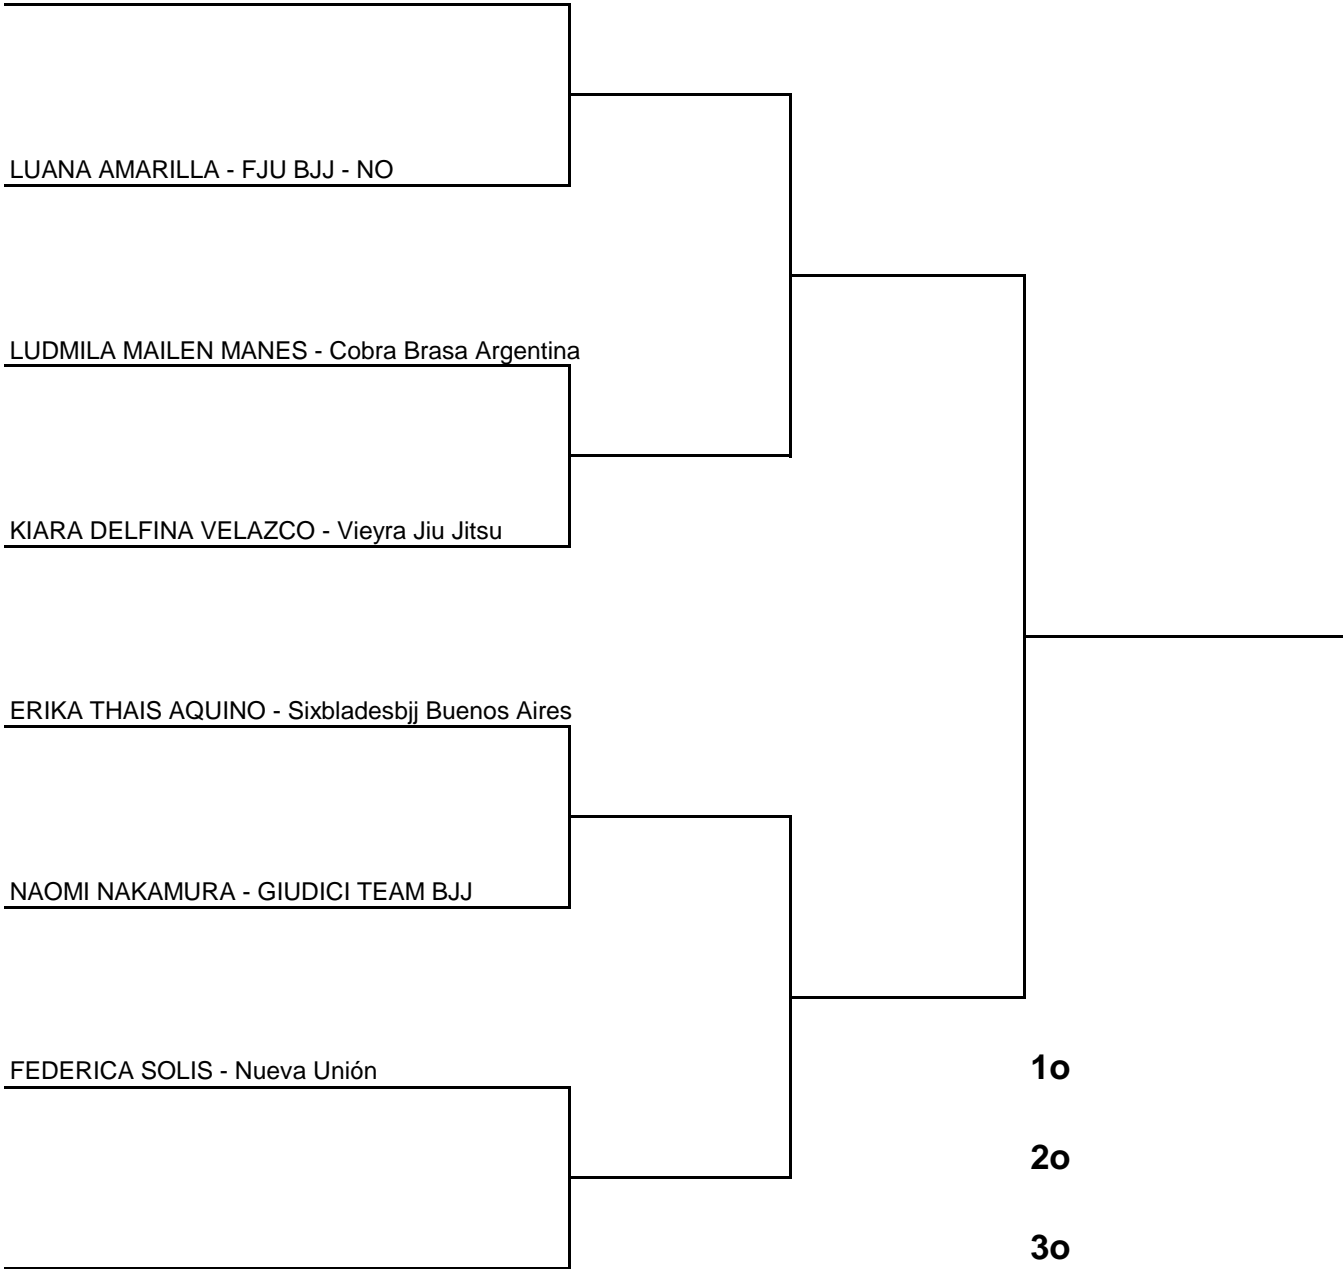 LUANA AMARILLA - FJU BJJ - NO
LUDMILA MAILEN MANES - Cobra Brasa Argentina
KIARA DELFINA VELAZCO - Vieyra Jiu Jitsu
ERIKA THAIS AQUINO - Sixbladesbjj Buenos Aires
NAOMI NAKAMURA - GIUDICI TEAM BJJ
FEDERICA SOLIS - Nueva Unión
1o
2o
3o